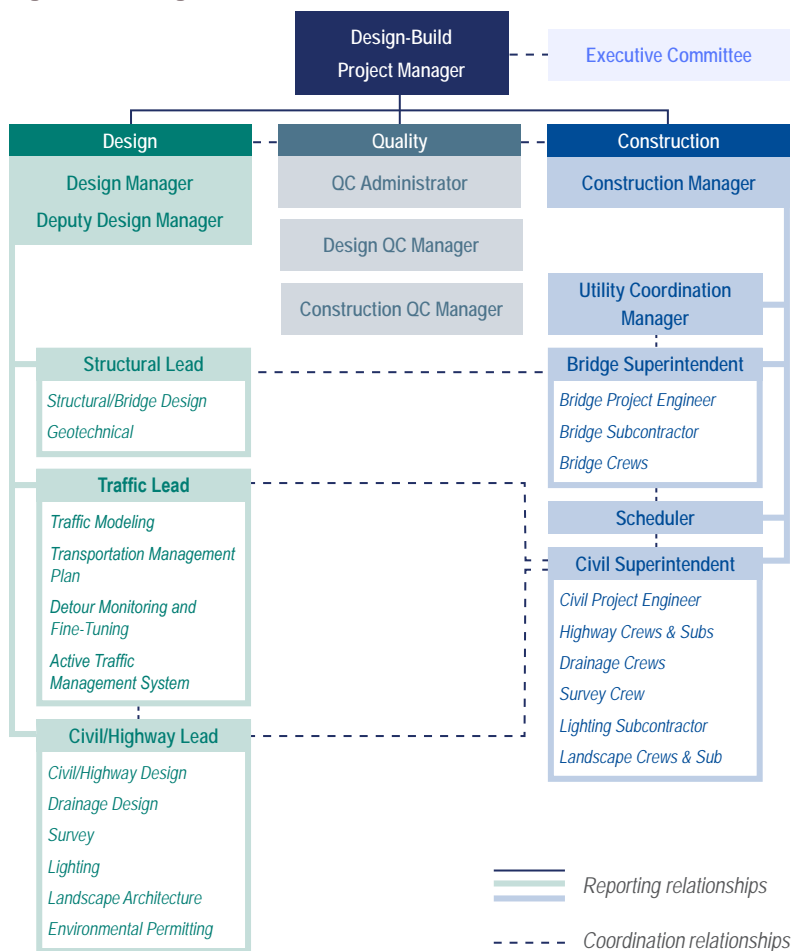 Design-Build
Project Manager
Executive Committee
Design
Design Manager
Deputy Design Manager
Structural Lead
Structural/Bridge Design
Geotechnical
Traffic Lead
Traffic Modeling
Transportation Management
Plan
Detour Monitoring and
Fine-Tuning
Active Traffic
Management System
Civil/Highway Lead
Civil/Highway Design
Drainage Design
Survey
Lighting
Landscape Architecture
Environmental Permitting
Quality
QC Administrator
Design QC Manager
Construction QC Manager
Construction
Construction Manager
Utility Coordination
Manager
Bridge Superintendent
Bridge Project Engineer
Bridge Subcontractor
Bridge Crews
Scheduler
Civil Superintendent
Civil Project Engineer
Highway Crews & Subs
Drainage Crews
Survey Crew
Lighting Subcontractor
Landscape Crews & Sub
Reporting relationships
Coordination relationships